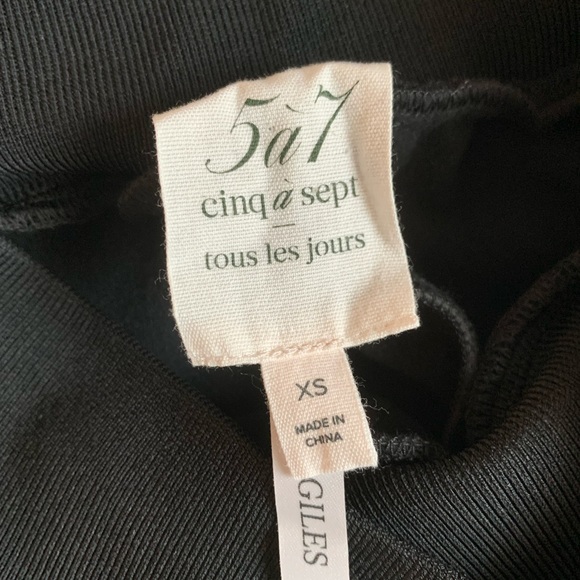 5à7
cinq à sept
tous les jours
XS
MADE IN
CHINA
GILES